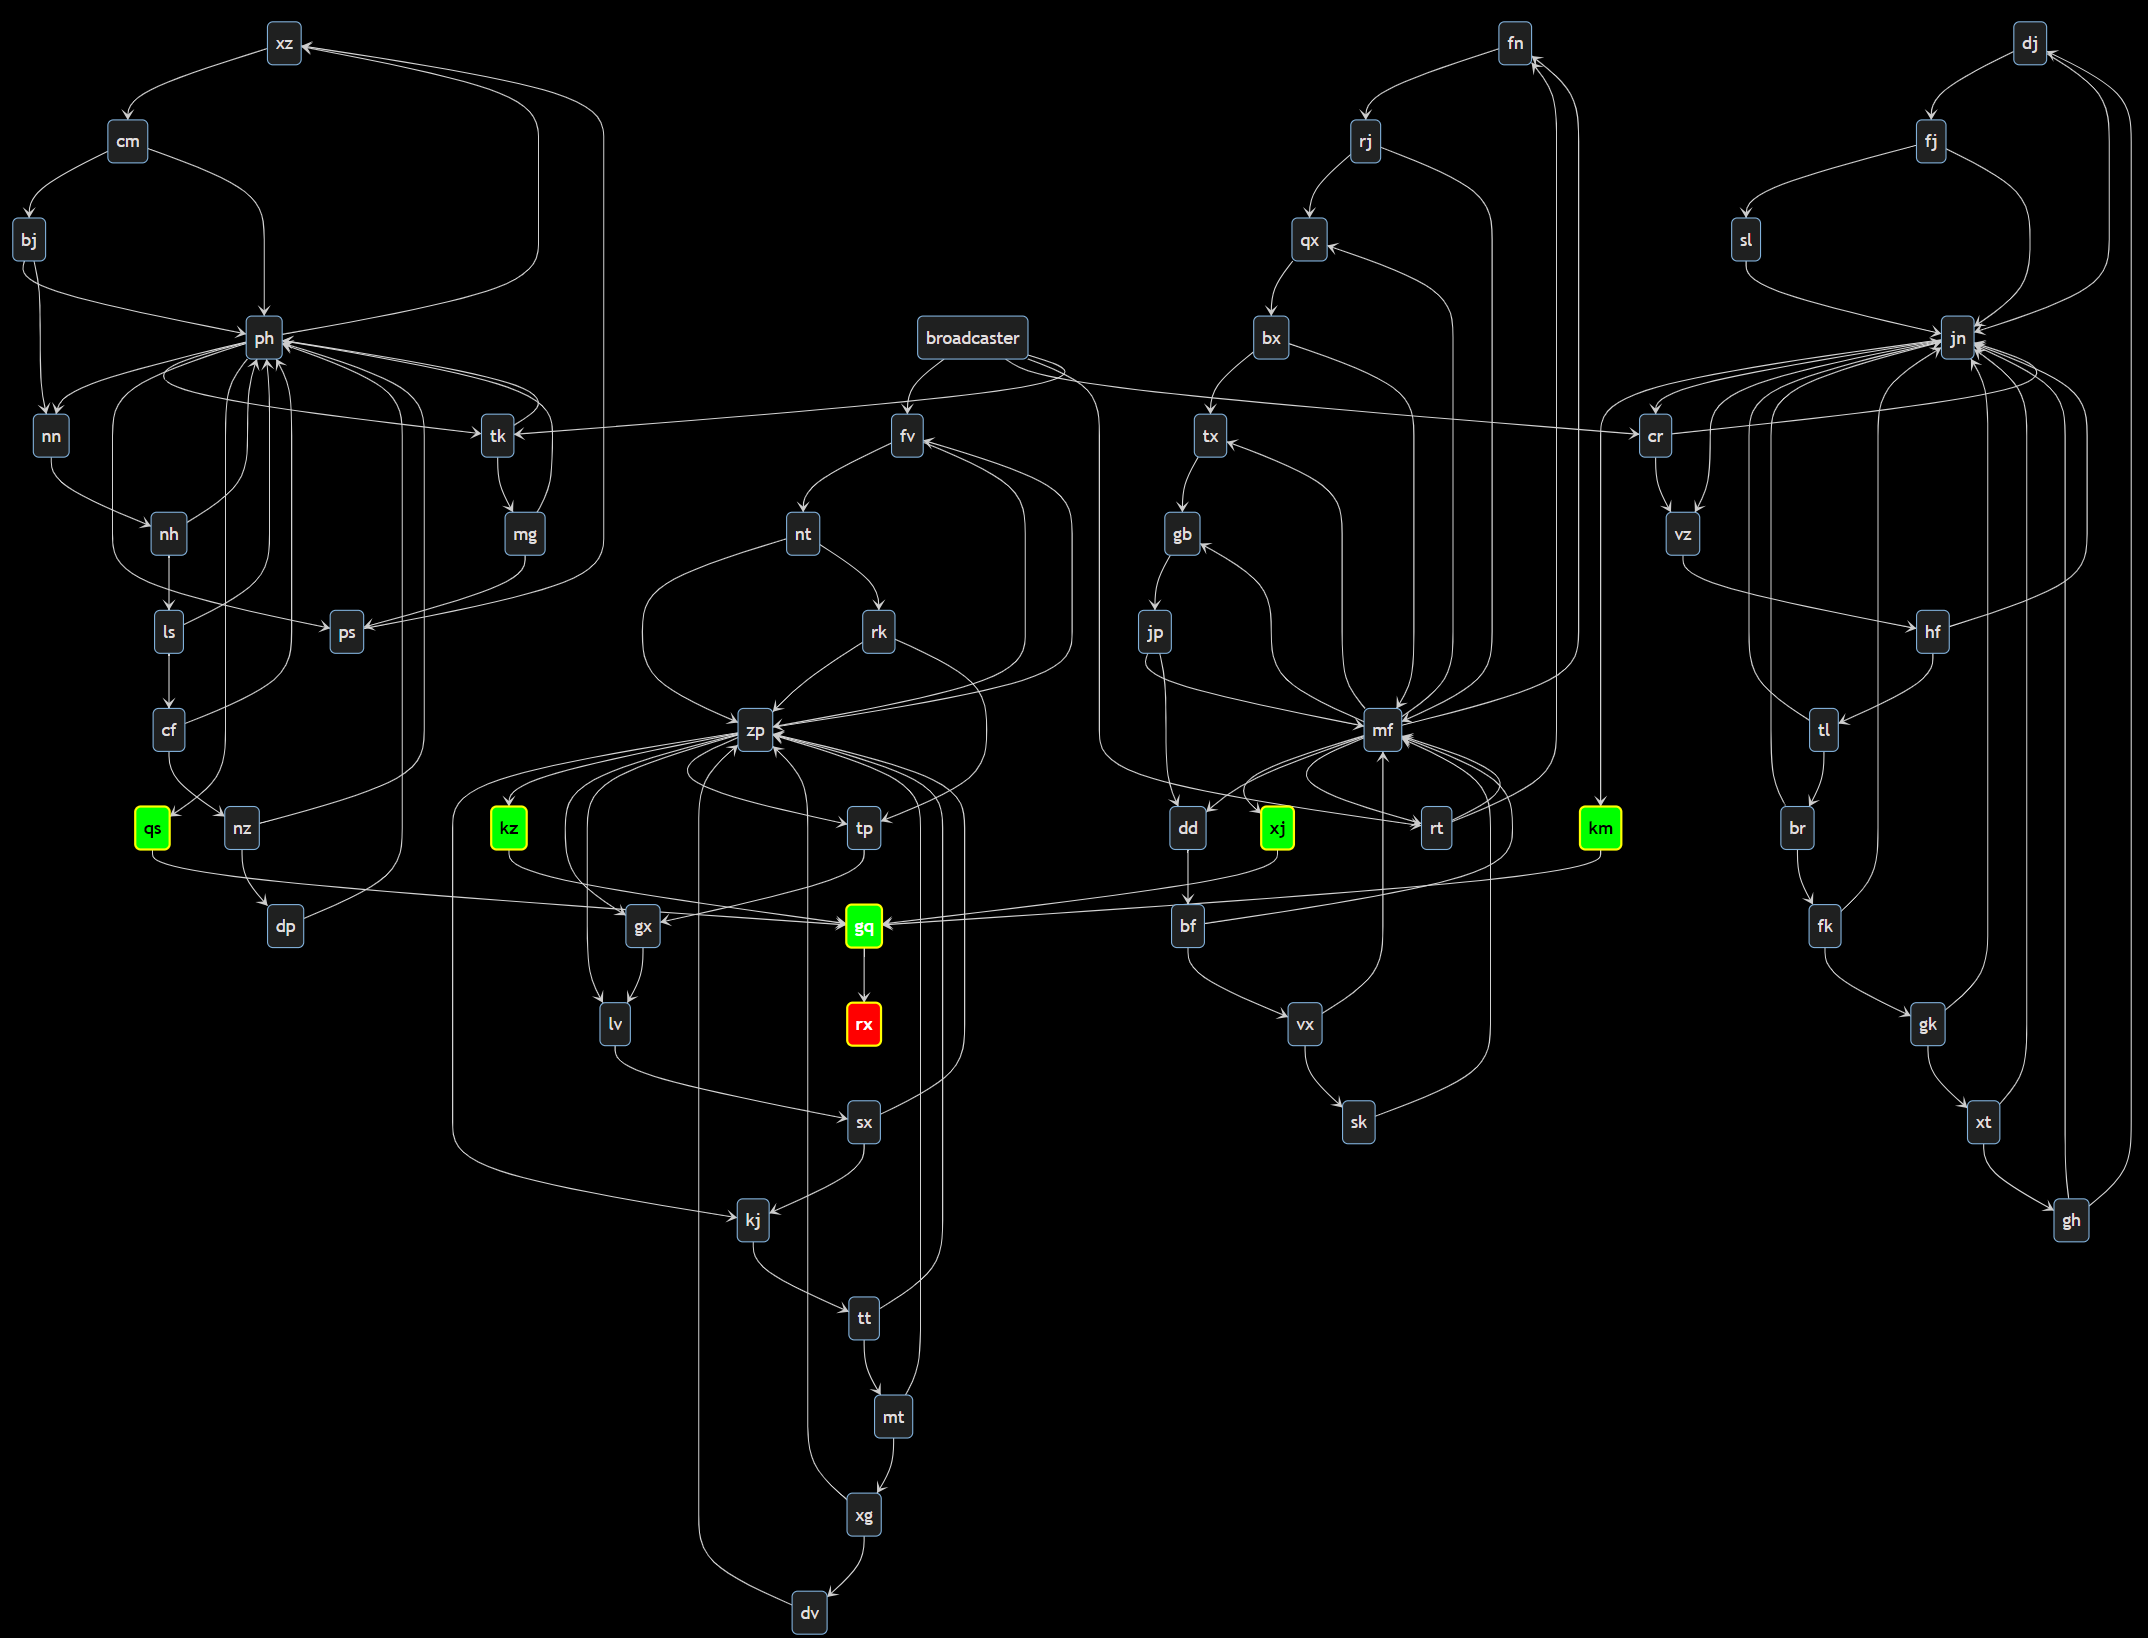 xz
fn
dj
cm
rj
fj
bj
qx
sl
ph
broadcaster
bx
jn
nn
tk
fv
tx
cr
nh
mg
nt
gb
vz
ls
ps
rk
jp
hf
cf
zp
mf
tl
qs
nz
kz
tp
dd
xj
rt
km
br
dp
gx
gq
bf
fk
lv
rx
vx
gk
sx
sk
xt
kj
gh
tt
mt
xg
dv